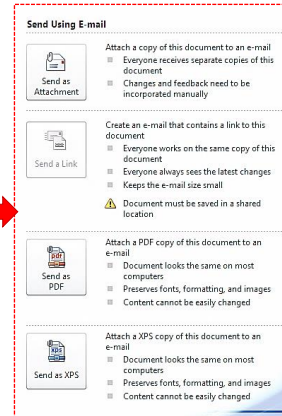 Send Using E-mail
Send as
Attachment
Attach a copy of this document to an e-mail
Everyone receives separate copies of this
document
Changes and feedback need to be
incorporated manually
Send a Link
Create an e-mail that contains a link to this
document
Everyone works on the same copy of this
document
Everyone always sees the latest changes
Keeps the e-mail size small
Document must be saved in a shared
location
pdf
Send as
PDF
Attach a PDF copy of this document to an
e-mail
Document looks the same on most
computers
Preserves fonts, formatting, and images
Content cannot be easily changed
xps
Send as XPS
Attach a XPS copy of this document to an
e-mail
Document looks the same on most
computers
Preserves fonts, formatting, and images
Content cannot be easily changed